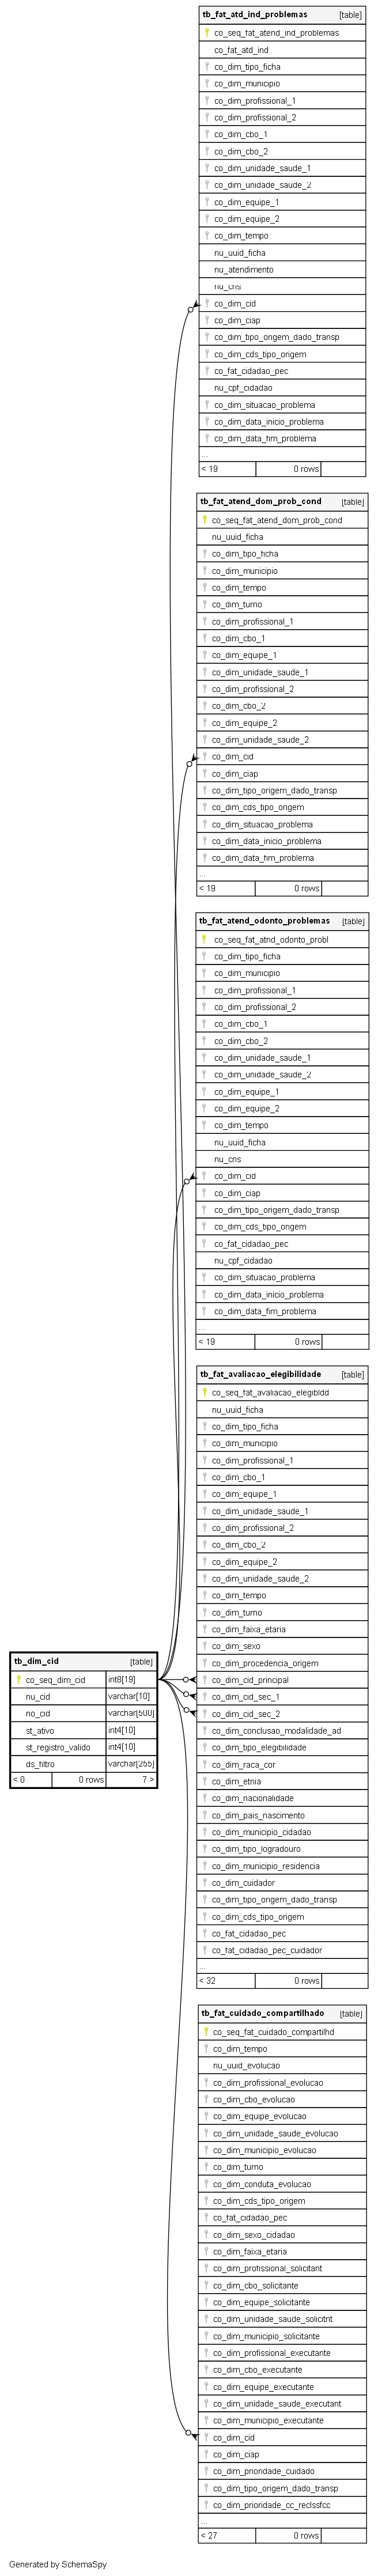 tb_fat_atd_ind_problemas [table]
co_seq_fat_atend_ind_problemas
co_fat_atd_ind
co_dim_tipo_ficha
co_dim_municipio
co_dim_profissional_1
co_dim_profissional_2
co_dim_cbo_1
co_dim_cbo_2
co_dim_unidade_saude_1
co_dim_unidade_saude_2
co_dim_equipe_1
co_dim_equipe_2
co_dim_tempo
nu_uuid_ficha
nu_atendimento
nu_cns
co_dim_cid
co_dim_ciap
co_dim_tipo_origem_dado_transp
co_dim_cds_tipo_origem
co_fat_cidadao_pec
nu_cpf_cidadao
co_dim_situacao_problema
co_dim_data_inicio_problema
co_dim_data_fim_problema
...
< 19 0 rows
tb_fat_atend_dom_prob_cond [table]
co_seq_fat_atend_dom_prob_cond
nu_uuid_ficha
co_dim_tipo_ficha
co_dim_municipio
co_dim_tempo
co_dim_turno
co_dim_profissional_1
co_dim_cbo_1
co_dim_equipe_1
co_dim_unidade_saude_1
co_dim_profissional_2
co_dim_cbo_2
co_dim_equipe_2
co_dim_unidade_saude_2
co_dim_cid
co_dim_ciap
co_dim_tipo_origem_dado_transp
co_dim_cds_tipo_origem
co_dim_situacao_problema
co_dim_data_inicio_problema
co_dim_data_fim_problema
...
< 19 0 rows
tb_fat_atend_odonto_problemas [table]
co_seq_fat_atnd_odonto_probl
co_dim_tipo_ficha
co_dim_municipio
co_dim_profissional_1
co_dim_profissional_2
co_dim_cbo_1
co_dim_cbo_2
co_dim_unidade_saude_1
co_dim_unidade_saude_2
co_dim_equipe_1
co_dim_equipe_2
co_dim_tempo
nu_uuid_ficha
nu_cns
co_dim_cid
co_dim_ciap
co_dim_tipo_origem_dado_transp
co_dim_cds_tipo_origem
co_fat_cidadao_pec
nu_cpf_cidadao
co_dim_situacao_problema
co_dim_data_inicio_problema
co_dim_data_fim_problema
...
< 19 0 rows
tb_fat_avaliacao_elegibilidade [table]
co_seq_fat_avaliacao_elegibldd
nu_uuid_ficha
co_dim_tipo_ficha
co_dim_municipio
co_dim_profissional_1
co_dim_cbo_1
co_dim_equipe_1
co_dim_unidade_saude_1
co_dim_profissional_2
co_dim_cbo_2
co_dim_equipe_2
co_dim_unidade_saude_2
co_dim_tempo
co_dim_turno
co_dim_faixa_etaria
co_dim_sexo
co_dim_procedencia_origem
co_dim_cid_principal
co_dim_cid_sec_1
co_dim_cid_sec_2
co_dim_conclusao_modalidade_ad
co_dim_tipo_elegibilidade
co_dim_raca_cor
co_dim_etnia
co_dim_nacionalidade
co_dim_pais_nascimento
co_dim_municipio_cidadao
co_dim_tipo_logradouro
co_dim_municipio_residencia
co_dim_cuidador
co_dim_tipo_origem_dado_transp
co_dim_cds_tipo_origem
co_fat_cidadao_pec
co_fat_cidadao_pec_cuidador
...
< 32 0 rows
tb_dim_cid [table]
co_seq_dim_cid int8[19]
nu_cid varchar[10]
no_cid varchar[500]
st_ativo int4[10]
st_registro_valido int4[10]
ds_filtro varchar[255]
< 0 0 rows 7 >
tb_fat_cuidado_compartilhado [table]
co_seq_fat_cuidado_compartilhd
co_dim_tempo
nu_uuid_evolucao
co_dim_profissional_evolucao
co_dim_cbo_evolucao
co_dim_equipe_evolucao
co_dim_unidade_saude_evolucao
co_dim_municipio_evolucao
co_dim_turno
co_dim_conduta_evolucao
co_dim_cds_tipo_origem
co_fat_cidadao_pec
co_dim_sexo_cidadao
co_dim_faixa_etaria
co_dim_profissional_solicitant
co_dim_cbo_solicitante
co_dim_equipe_solicitante
co_dim_unidade_saude_solicitnt
co_dim_municipio_solicitante
co_dim_profissional_executante
co_dim_cbo_executante
co_dim_equipe_executante
co_dim_unidade_saude_executant
co_dim_municipio_executante
co_dim_cid
co_dim_ciap
co_dim_prioridade_cuidado
co_dim_tipo_origem_dado_transp
co_dim_prioridade_cc_reclssfcc
...
< 27 0 rows
Generated by SchemaSpy